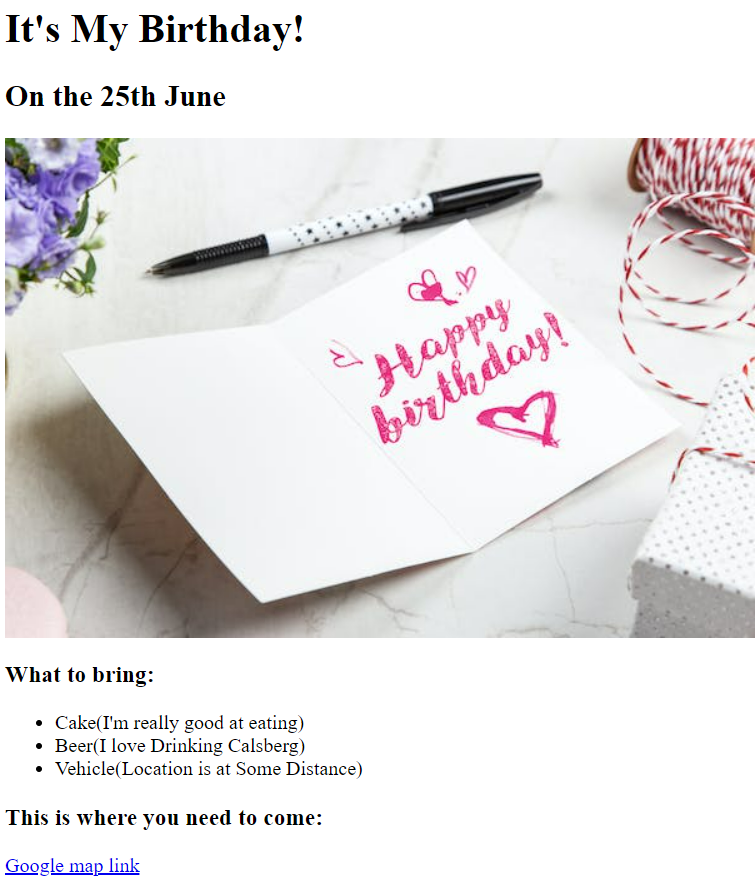 It's My Birthday!
On the 25th June
Happy
birthday!
What to bring:
Cake(I'm really good at eating)
Beer(I love Drinking Calsberg)
Vehicle(Location is at Some Distance)
This is where you need to come:
Google map link